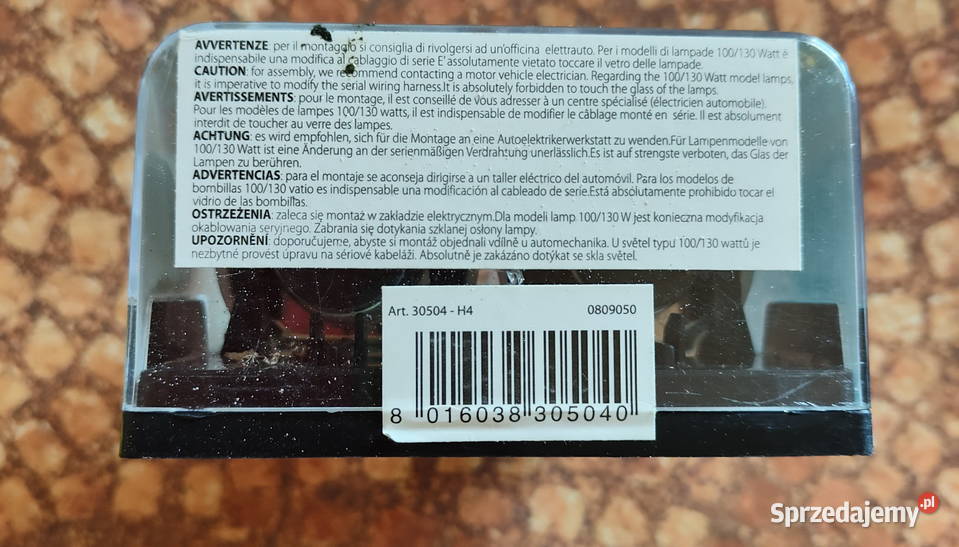 AVVERTENZE: per il montaggio si consiglia di rivolgersi ad un'officina elettrauto. Per i modelli di lampade 100/130 Watt è
indispensabile una modifica al cablaggio di serie E' assolutamente vietato toccare il vetro delle lampade.
CAUTION: for assembly, we recommend contacting a motor vehicle electrician. Regarding the 100/130 Watt model lamps,
it is imperative to modify the serial wiring harness.It is absolutely forbidden to touch the glass of the lamps.
AVERTISSEMENTS: pour le montage, il est conseillé de vous adresser à un centre spécialisé (électricien automobile).
Pour les modèles de lampes 100/130 watts, il est indispensable de modifier le câblage monté en série. Il est absolument
interdit de toucher au verre des lampes.
ACHTUNG: es wird empfohlen, sich für die Montage an eine Autoelektrikerwerkstatt zu wenden.Für Lampenmodelle von
100/130 Watt ist eine Änderung an der serienmäßigen Verdrahtung unerlässlich.Es ist auf strengste verboten, das Glas der
Lampen zu berühren.
ADVERTENCIAS: para el montaje se aconseja dirigirse a un taller eléctrico del automóvil. Para los modelos de
bombillas 100/130 vatio es indispensable una modificación al cableado de serie.Está absolutamente prohibido tocar el
vidrio de las bombillas.
OSTRZEŻENIA: zaleca się montaż w zakładzie elektrycznym.Dla modeli lamp 100/130 W jest konieczna modyfikacja
okablowania seryjnego. Zabrania się dotykania szklanej osłony lampy.
UPOZORNĚNÍ: doporučujeme, abyste si montáž objednali vdílně u automechanika. U světel typu 100/130 wattů je
nezbytné provést úpravu na sériové kabeláži. Absolutně je zakázáno dotýkat se skla světel.
Art. 30504 - H4 0809050
8 016038 305040
Sprzedajemy.pl